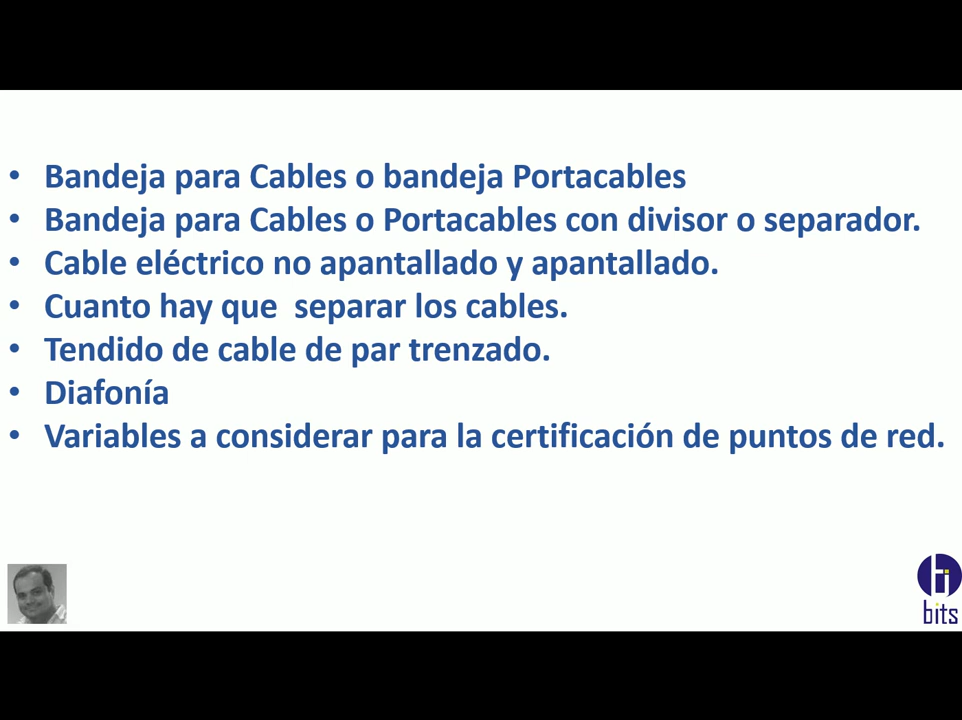 • Bandeja para Cables o bandeja Portacables
• Bandeja para Cables o Portacables con divisor o separador.
• Cable eléctrico no apantallado y apantallado.
• Cuanto hay que  separar los cables.
• Tendido de cable de par trenzado.
• Diafonía
• Variables a considerar para la certificación de puntos de red.
bits